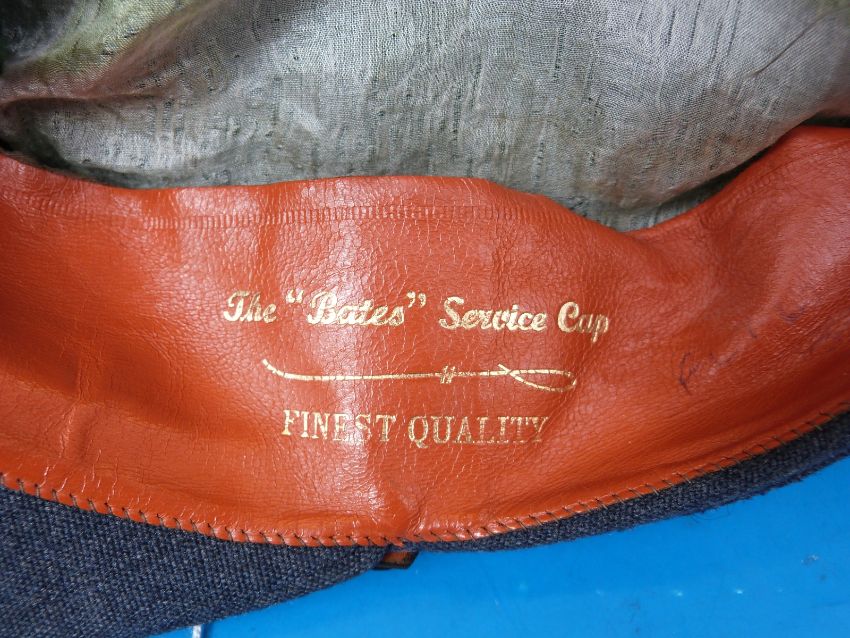 The "Bates" Service Cap
FINEST QUALITY